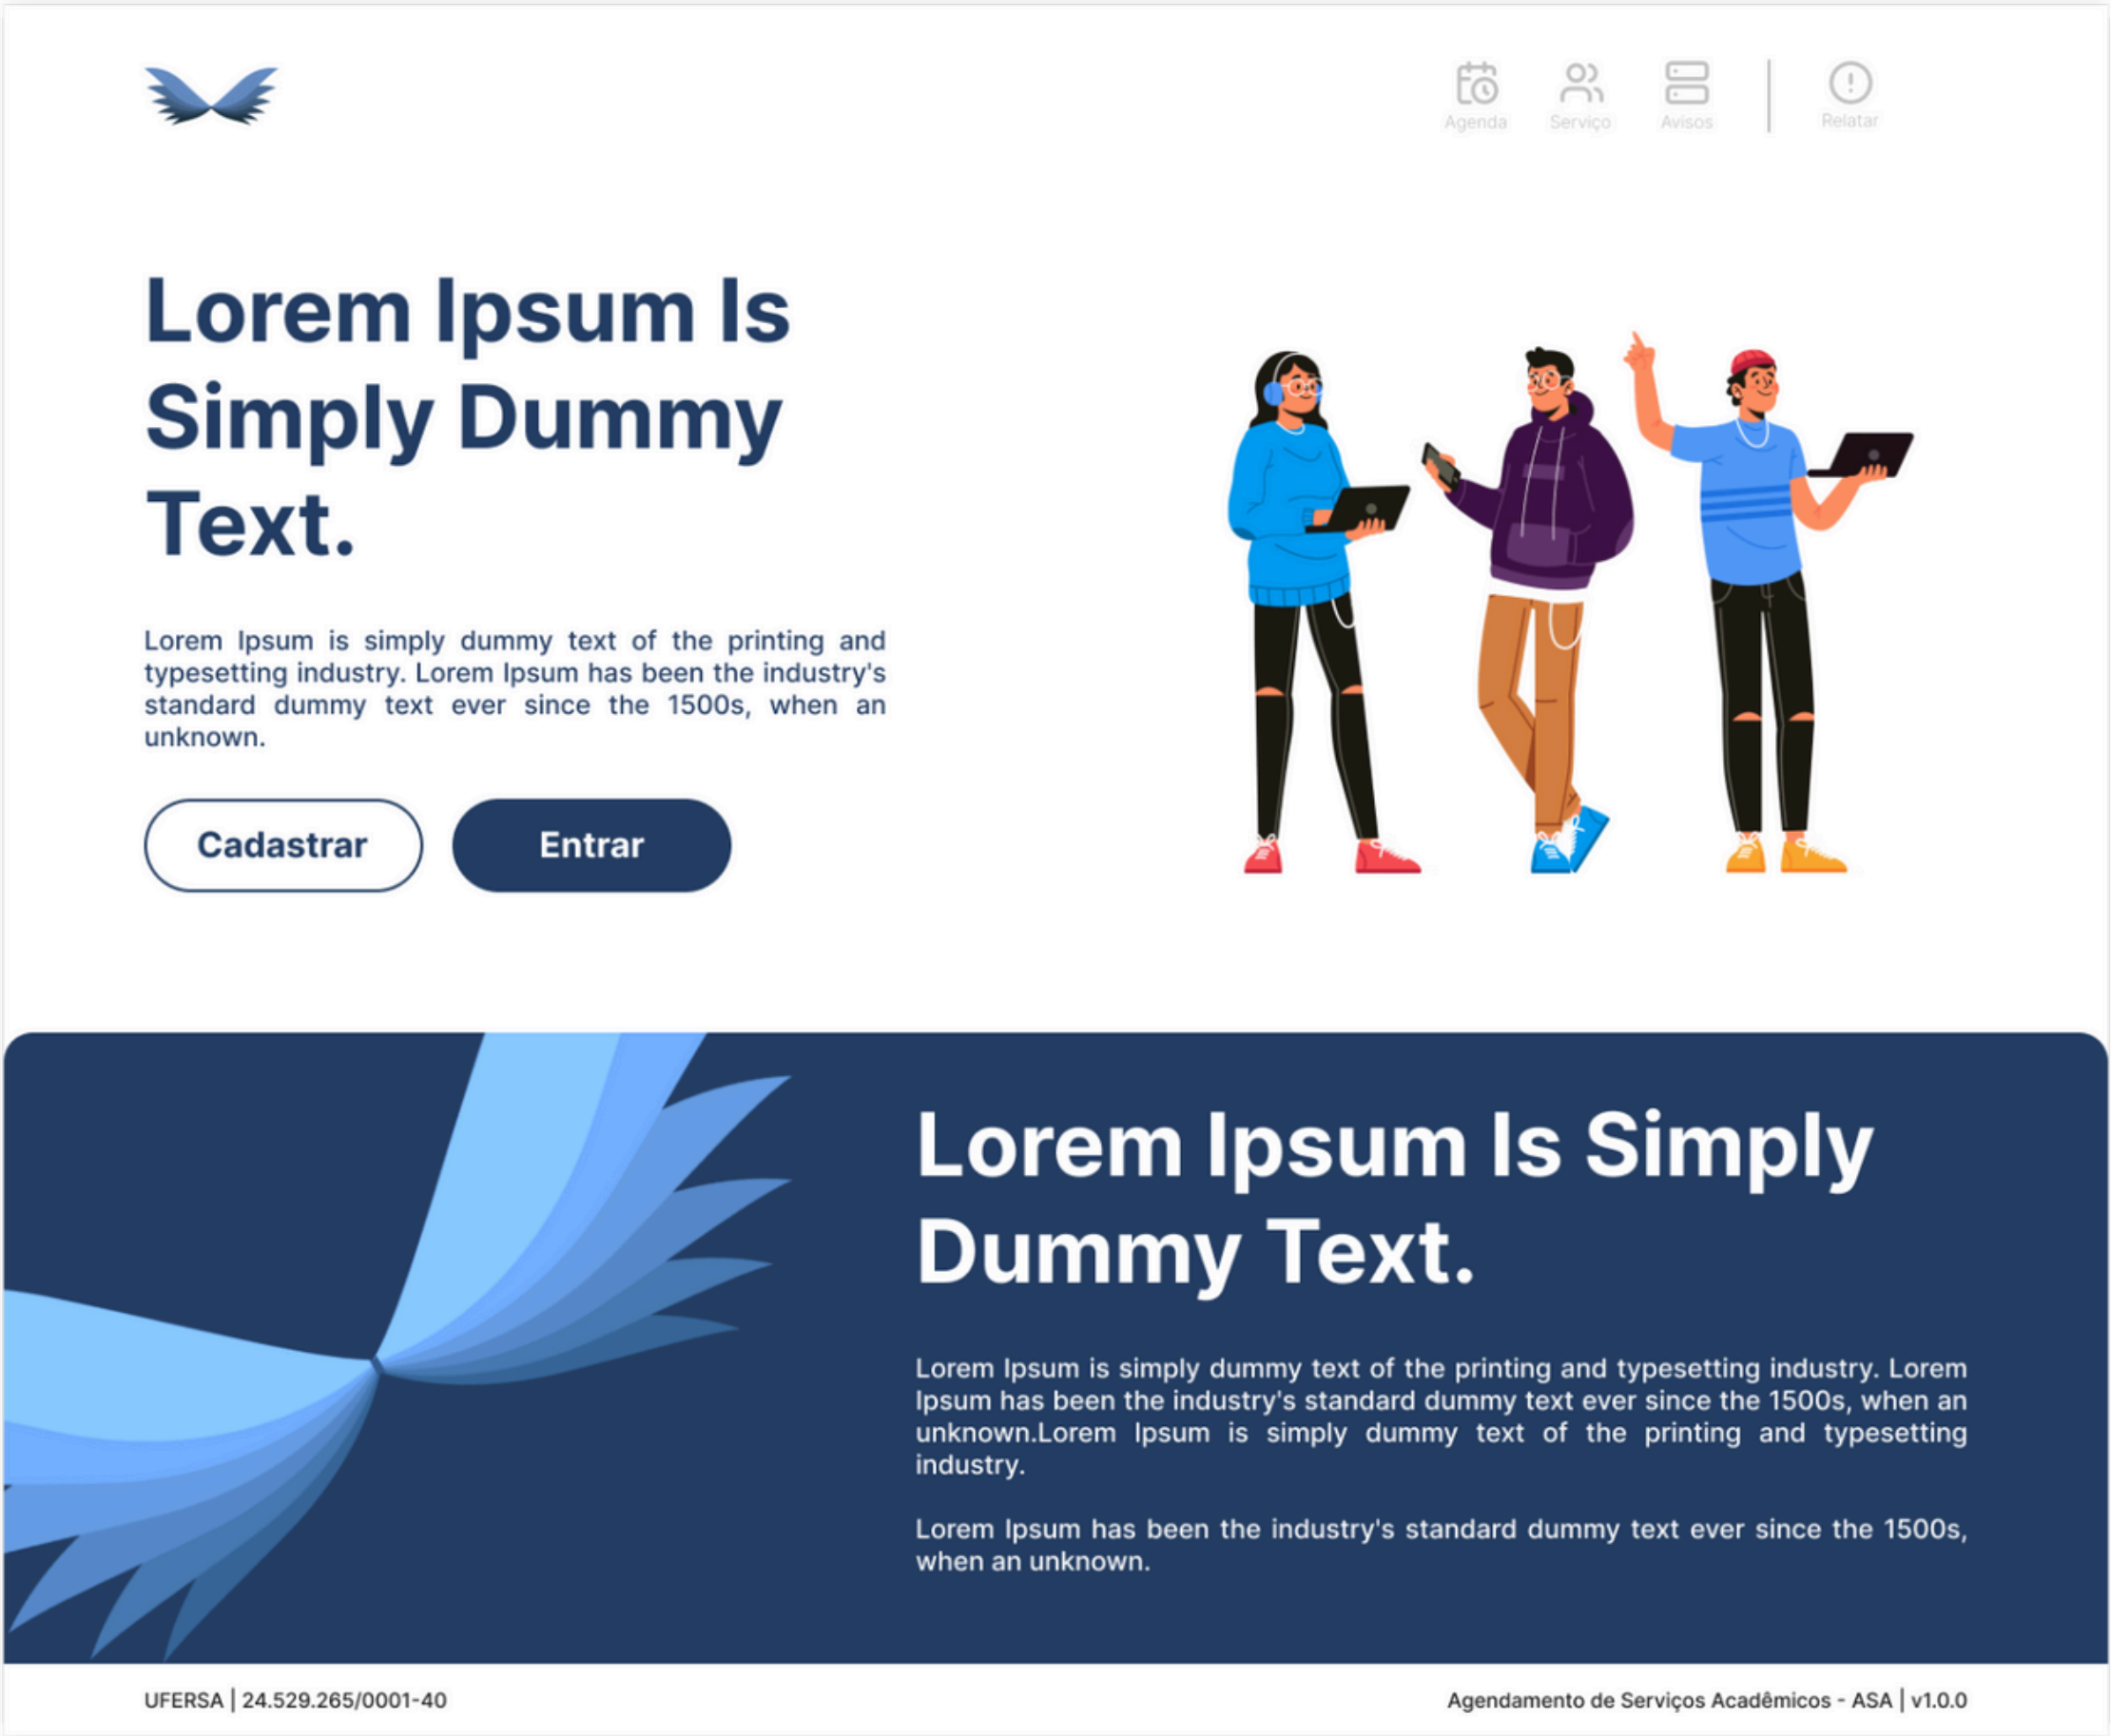 Agenda
Serviço
Avisos
Relatar
Lorem Ipsum Is
Simply Dummy
Text.
Lorem Ipsum is simply dummy text of the printing and
typesetting industry. Lorem Ipsum has been the industry's
standard dummy text ever since the 1500s, when an
unknown.
Cadastrar
Entrar
Lorem Ipsum Is Simply
Dummy Text.
Lorem Ipsum is simply dummy text of the printing and typesetting industry. Lorem
Ipsum has been the industry's standard dummy text ever since the 1500s, when an
unknown.Lorem Ipsum is simply dummy text of the printing and typesetting
industry.
Lorem Ipsum has been the industry's standard dummy text ever since the 1500s,
when an unknown.
UFERSA | 24.529.265/0001-40
Agendamento de Serviços Acadêmicos - ASA | v1.0.0